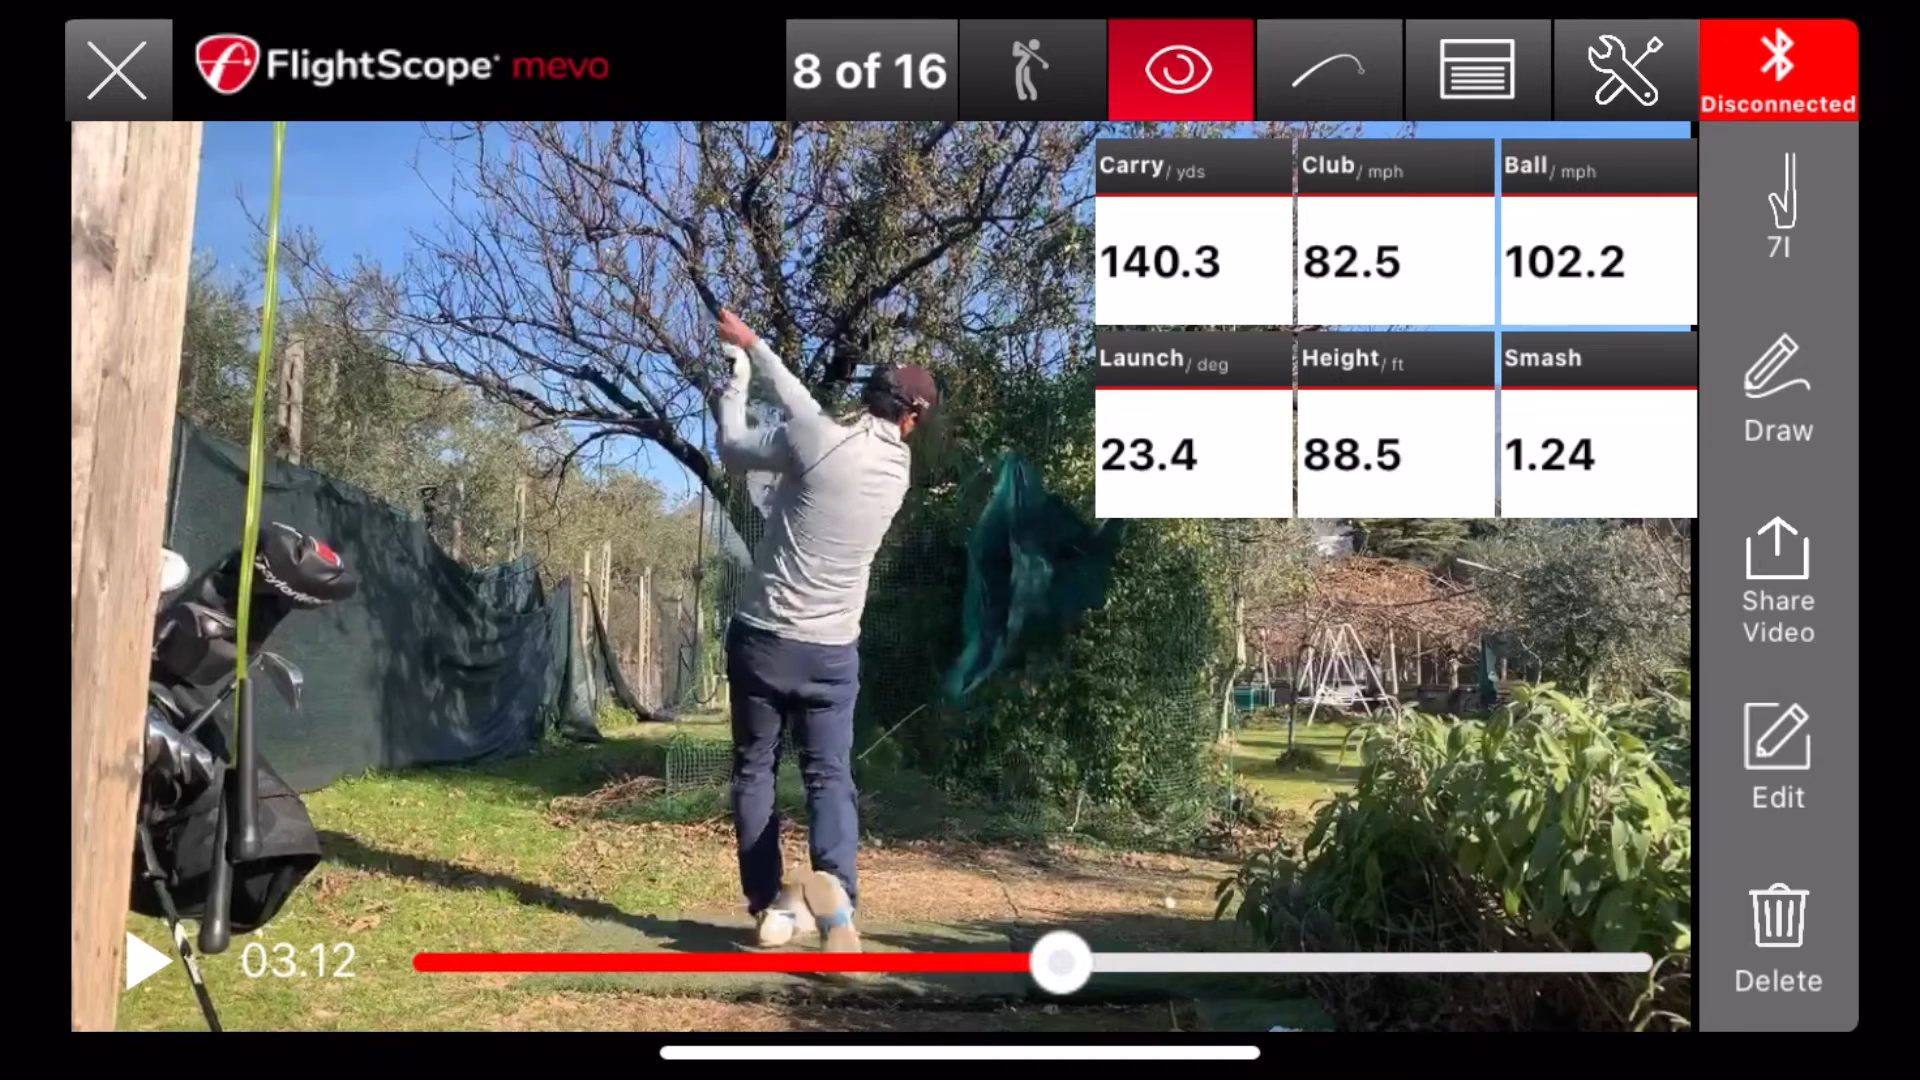 FlightScope® mevo
8 of 16
Disconnected
Carry/ yds
Club/ mph
Ball/ mph
140.3
82.5
102.2
Launch/ deg
Height/ ft
Smash
23.4
88.5
1.24
7I
Draw
Share
Video
Edit
Delete
03.12
TaylorMade